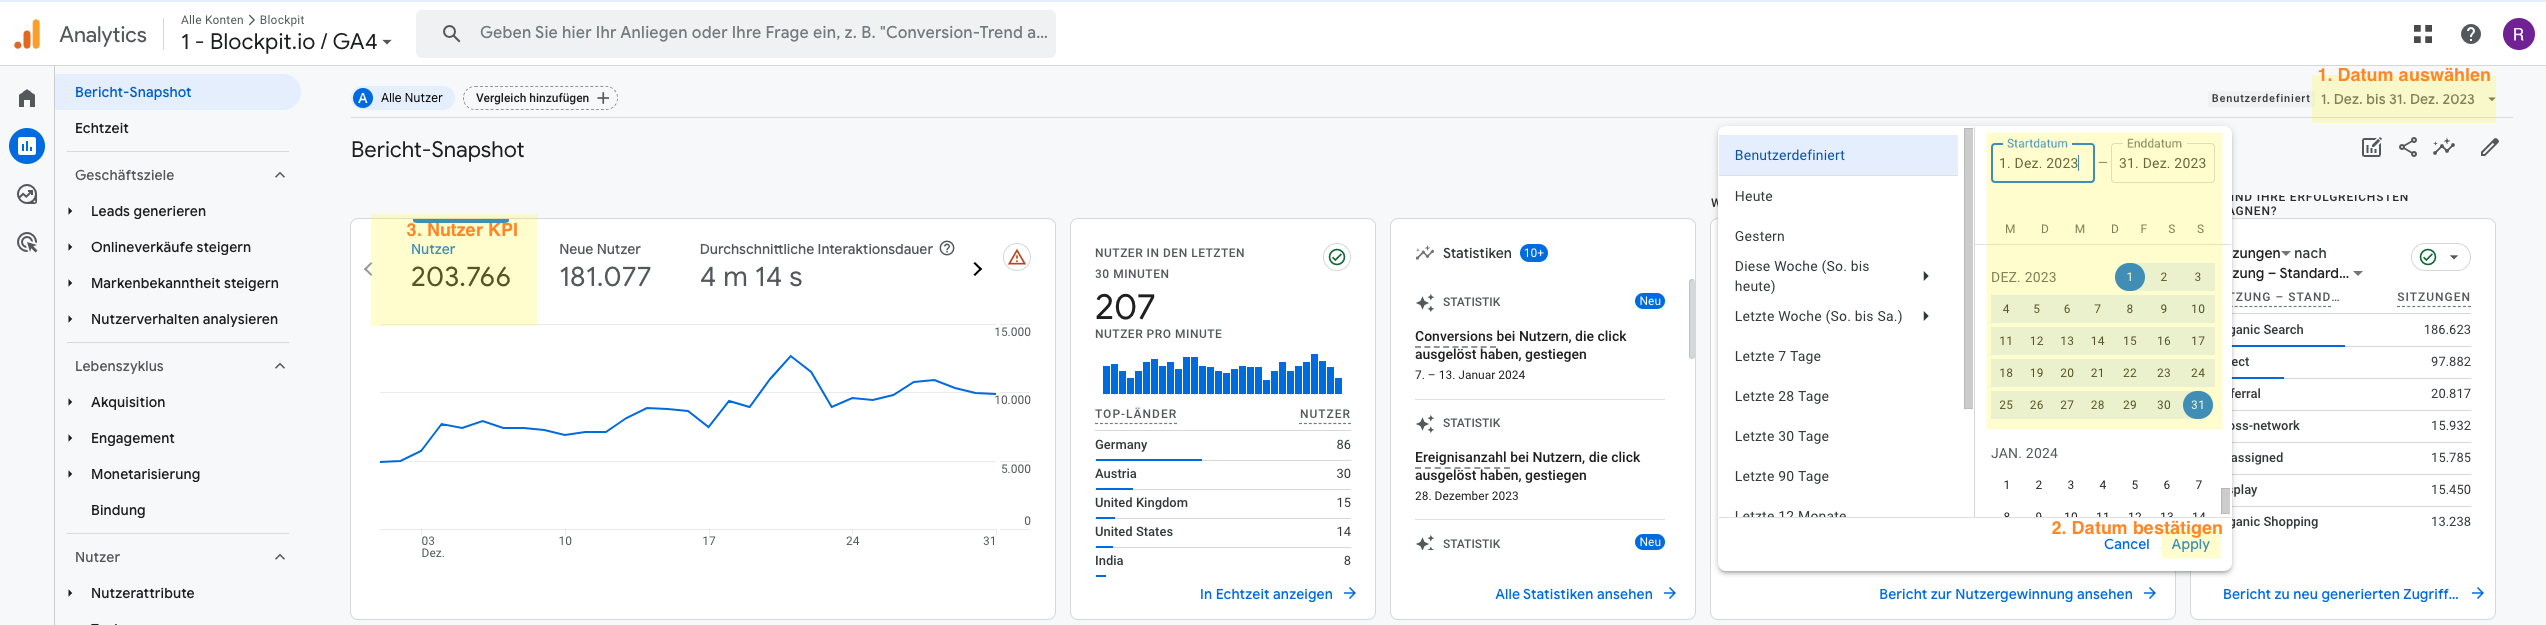 Analytics
Alle Konten > Blockpit
1 - Blockpit.io / GA4
Geben Sie hier Ihr Anliegen oder Ihre Frage ein, z. B. "Conversion-Trend a...
R
Bericht-Snapshot
Echtzeit
Geschäftsziele
Leads generieren
Onlineverkäufe steigern
Markenbekanntheit steigern
Nutzerverhalten analysieren
Lebenszyklus
Akquisition
Engagement
Monetarisierung
Bindung
Nutzer
Nutzerattribute
A Alle Nutzer
Vergleich hinzufügen
1. Datum auswählen
Benutzerdefiniert 1. Dez. bis 31. Dez. 2023
Bericht-Snapshot
3. Nutzer KPI
Nutzer
203.766
Neue Nutzer
181.077
Durchschnittliche Interaktionsdauer
4 m 14 s
15.000
10.000
5.000
0
03 10 17 24 31
Dez.
NUTZER IN DEN LETZTEN
30 MINUTEN
207
NUTZER PRO MINUTE
TOP-LÄNDER NUTZER
Germany 86
Austria 30
United Kingdom 15
United States 14
India 8
In Echtzeit anzeigen
Statistiken 10+
STATISTIK Neu
Conversions bei Nutzern, die click
ausgelöst haben, gestiegen
7. – 13. Januar 2024
STATISTIK
Ereignisanzahl bei Nutzern, die click
ausgelöst haben, gestiegen
28. Dezember 2023
STATISTIK Neu
Alle Statistiken ansehen
Benutzerdefiniert
Heute
Gestern
Diese Woche (So. bis
heute)
Letzte Woche (So. bis Sa.)
Letzte 7 Tage
Letzte 28 Tage
Letzte 30 Tage
Letzte 90 Tage
Letzte 12 Monate
Startdatum
1. Dez. 2023
–
Enddatum
31. Dez. 2023
M D M D F S S
DEZ. 2023 1 2 3
4 5 6 7 8 9 10
11 12 13 14 15 16 17
18 19 20 21 22 23 24
25 26 27 28 29 30 31
JAN. 2024
1 2 3 4 5 6 7
8 9 10 11 12 13 14
2. Datum bestätigen
Cancel Apply
Bericht zur Nutzergewinnung ansehen
IND IHRE ERFOLGREICHSTEN
AGNEN?
zungen nach
zung – Standard...
TZUNG – STAND... SITZUNGEN
ganic Search 186.623
ect 97.882
ferral 20.817
oss-network 15.932
assigned 15.785
play 15.450
ganic Shopping 13.238
Bericht zu neu generierten Zugriff...